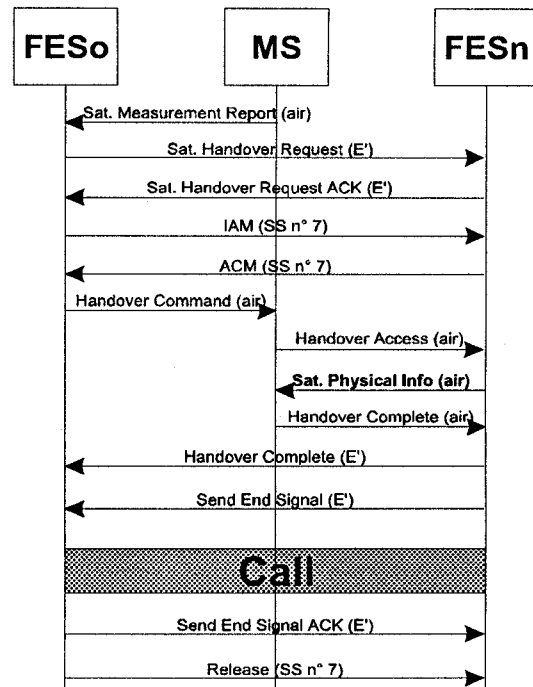 FESo MS FESn
Sat. Measurement Report (air)
Sat. Handover Request (E')
Sat. Handover Request ACK (E')
IAM (SS n° 7)
ACM (SS n° 7)
Handover Command (air)
Handover Access (air)
Sat. Physical Info (air)
Handover Complete (air)
Handover Complete (E')
Send End Signal (E')
Call
Send End Signal ACK (E')
Release (SS n° 7)